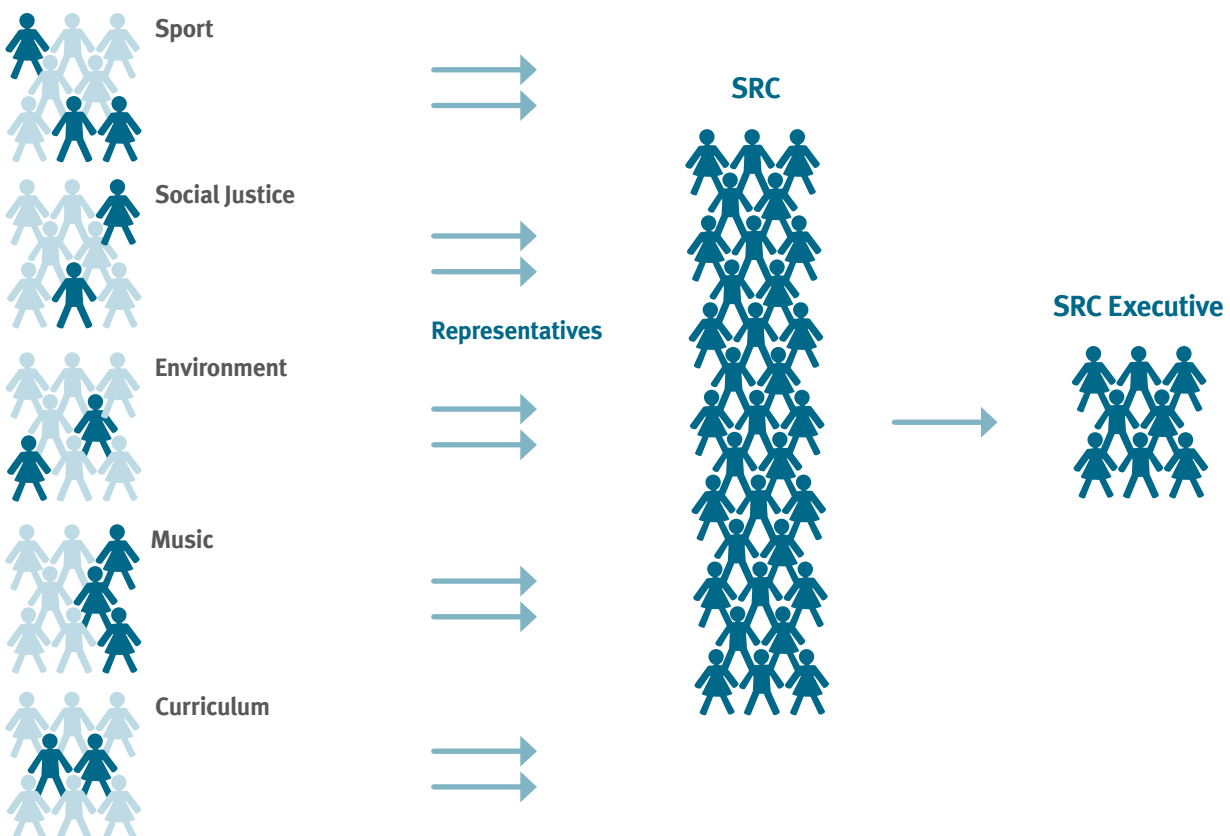 Sport
Social Justice
Environment
Music
Curriculum
Representatives
SRC
SRC Executive